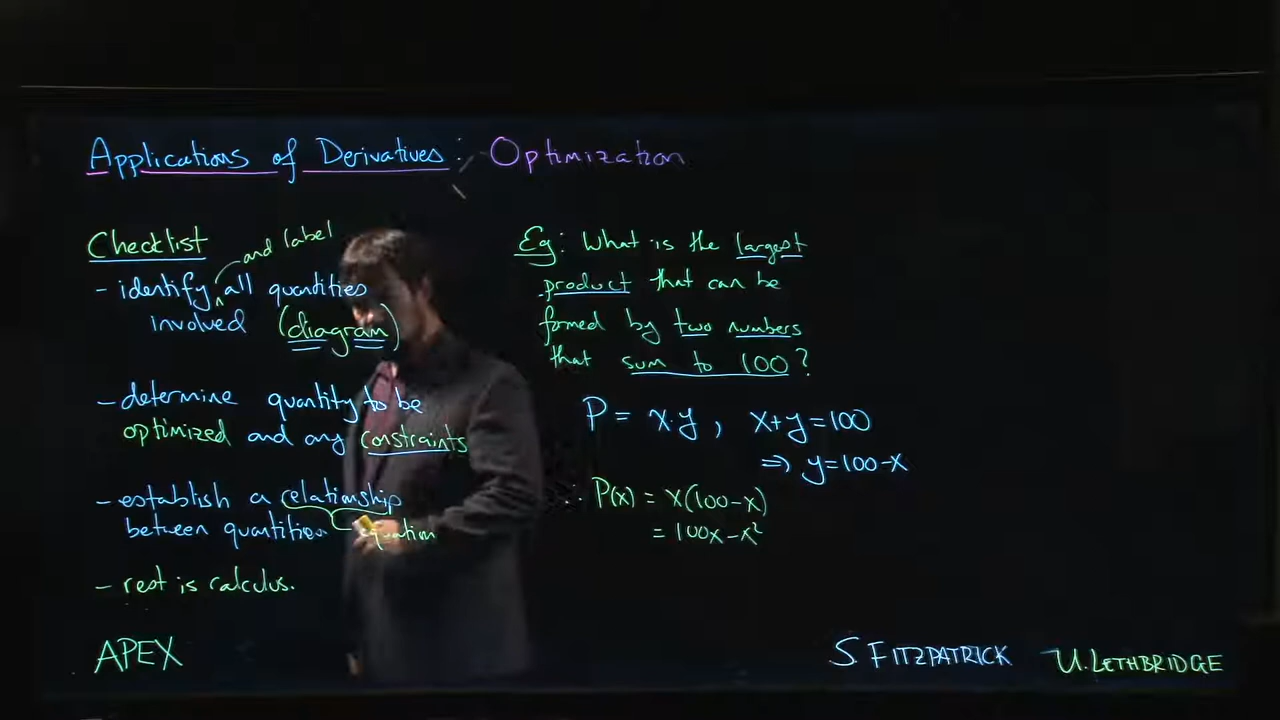 Applications of Derivatives: Optimization
Checklist
and label
- identify all quantities
involved (diagram)
- determine quantity to be
optimized and any constraints
- establish a relationship
between quantities equation
- rest is calculus.
APEX
Eg: What is the largest
product that can be
formed by two numbers
that sum to 100?
P = x·y, x+y=100
⇒ y=100-x
∴ P(x) = x(100-x)
= 100x-x²
S. FITZPATRICK U. LETHBRIDGE